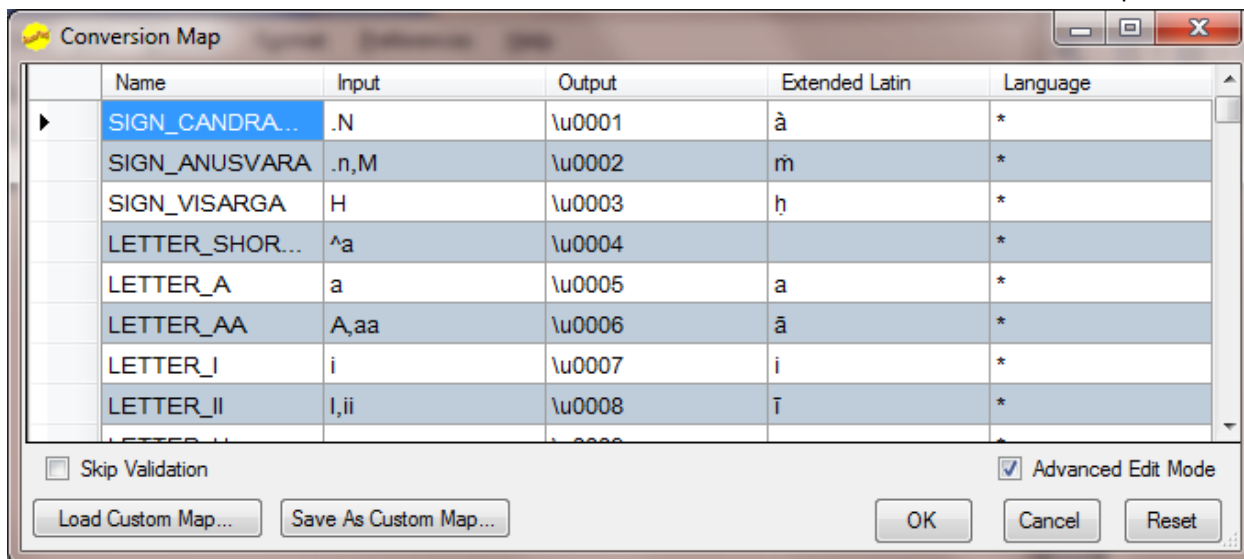 Conversion Map
Name Input Output Extended Latin Language
SIGN_CANDRA... .N \u0001 à *
SIGN_ANUSVARA .n,M \u0002 ṁ *
SIGN_VISARGA H \u0003 ḥ *
LETTER_SHOR... ^a \u0004 *
LETTER_A a \u0005 a *
LETTER_AA A,aa \u0006 ā *
LETTER_I i \u0007 i *
LETTER_II I,ii \u0008 ī *
Skip Validation Advanced Edit Mode
Load Custom Map... Save As Custom Map... OK Cancel Reset